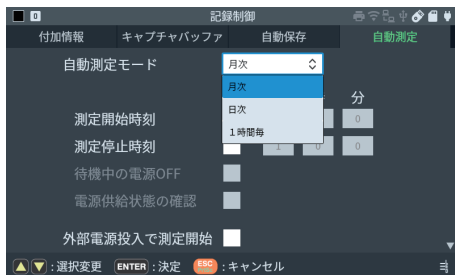 0 記録制御
付加情報 キャプチャバッファ 自動保存 自動測定
自動測定モード 月次
月次
分
日次
測定開始時刻 0
1時間毎
測定停止時刻 1 0 0
待機中の電源OFF
電源供給状態の確認
外部電源投入で測定開始
:選択変更 ENTER :決定 ESC :キャンセル